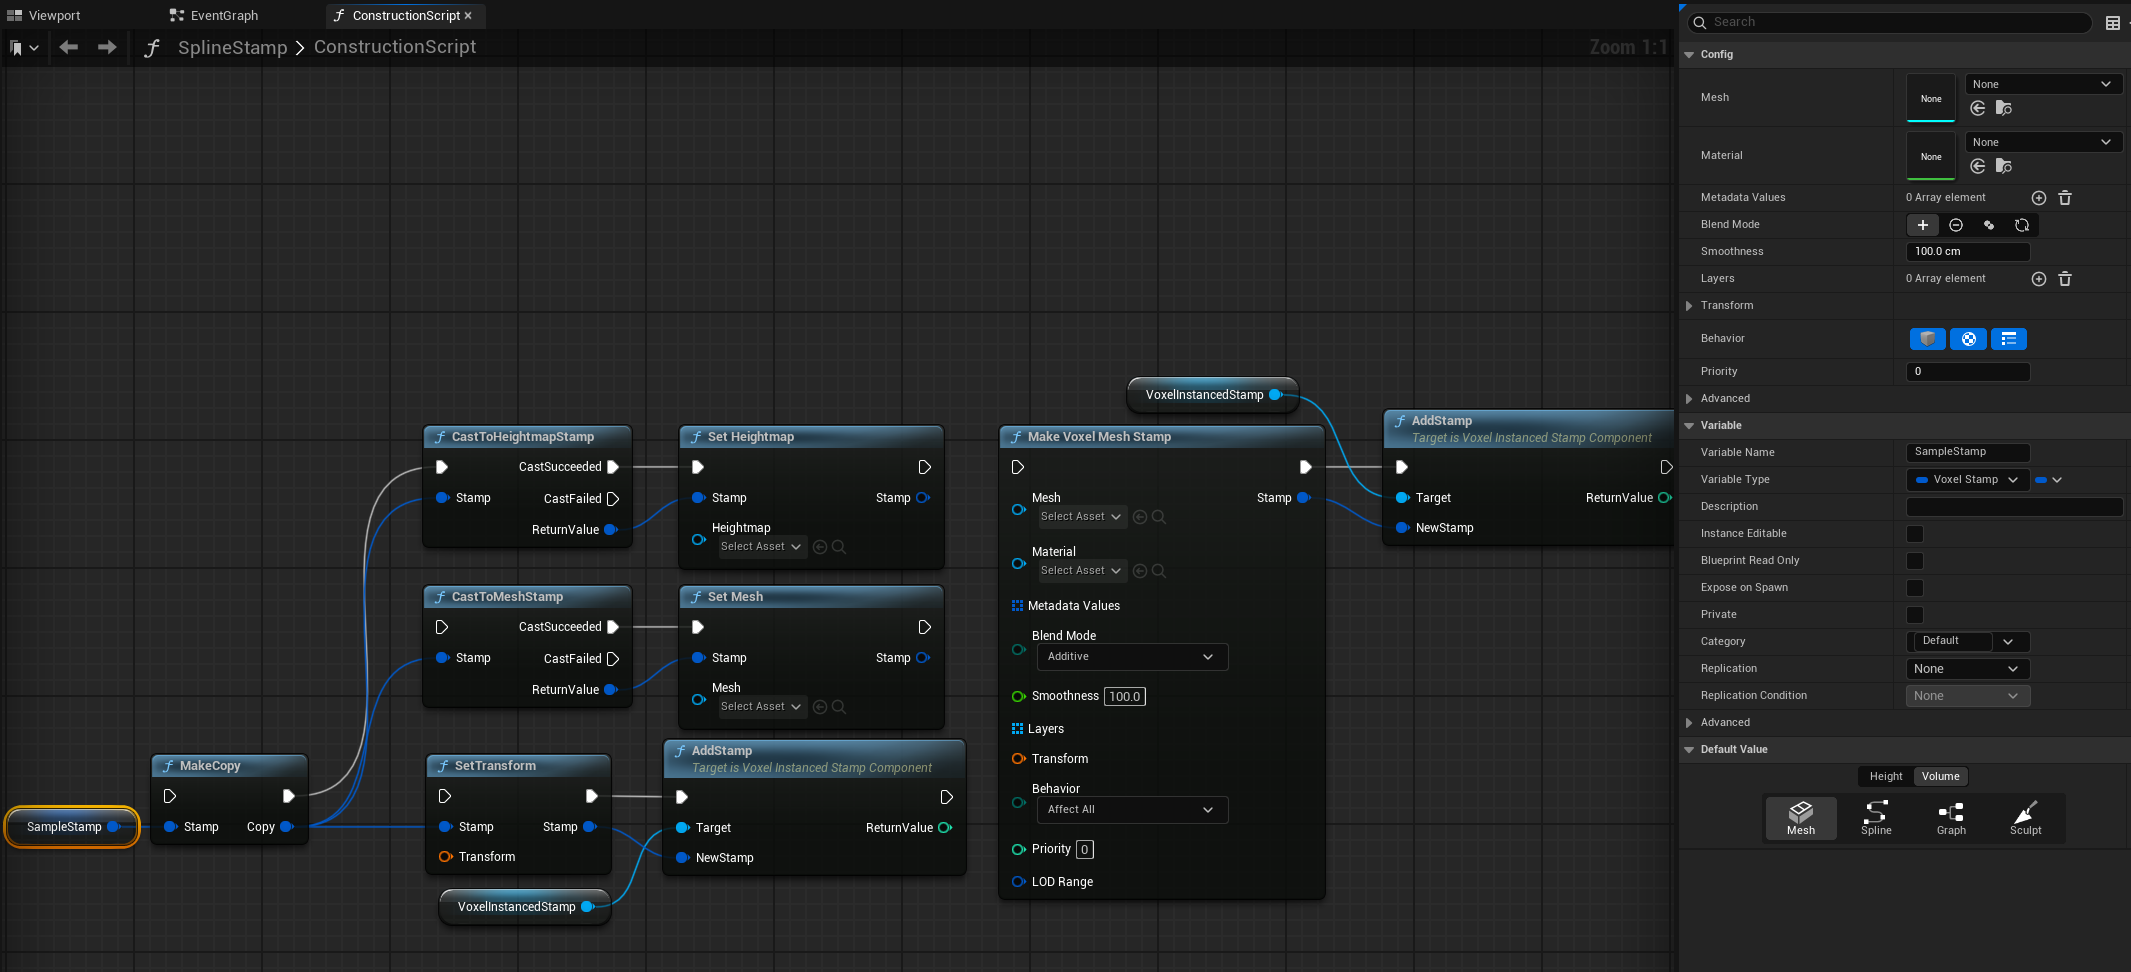 Viewport
EventGraph
ConstructionScript
SplineStamp
ConstructionScript
Zoom 1:1
VoxelInstancedStamp
CastToHeightmapStamp
CastSucceeded
Stamp
CastFailed
ReturnValue
Set Heightmap
Stamp
Stamp
Heightmap
Select Asset
Make Voxel Mesh Stamp
Mesh
Stamp
Select Asset
Material
Select Asset
Metadata Values
Blend Mode
Additive
Smoothness 100.0
Layers
Transform
Behavior
Affect All
Priority 0
LOD Range
AddStamp
Target is Voxel Instanced Stamp Component
Target
ReturnValue
NewStamp
CastToMeshStamp
CastSucceeded
Stamp
CastFailed
ReturnValue
Set Mesh
Stamp
Stamp
Mesh
Select Asset
SampleStamp
MakeCopy
Stamp
Copy
SetTransform
Stamp
Stamp
Transform
AddStamp
Target is Voxel Instanced Stamp Component
Target
ReturnValue
NewStamp
VoxelInstancedStamp
Search
Config
Mesh
None
None
Material
None
None
Metadata Values
0 Array element
Blend Mode
Smoothness
100.0 cm
Layers
0 Array element
Transform
Behavior
Priority
0
Advanced
Variable
Variable Name
SampleStamp
Variable Type
Voxel Stamp
Description
Instance Editable
Blueprint Read Only
Expose on Spawn
Private
Category
Default
Replication
None
Replication Condition
None
Advanced
Default Value
Height
Volume
Mesh
Spline
Graph
Sculpt